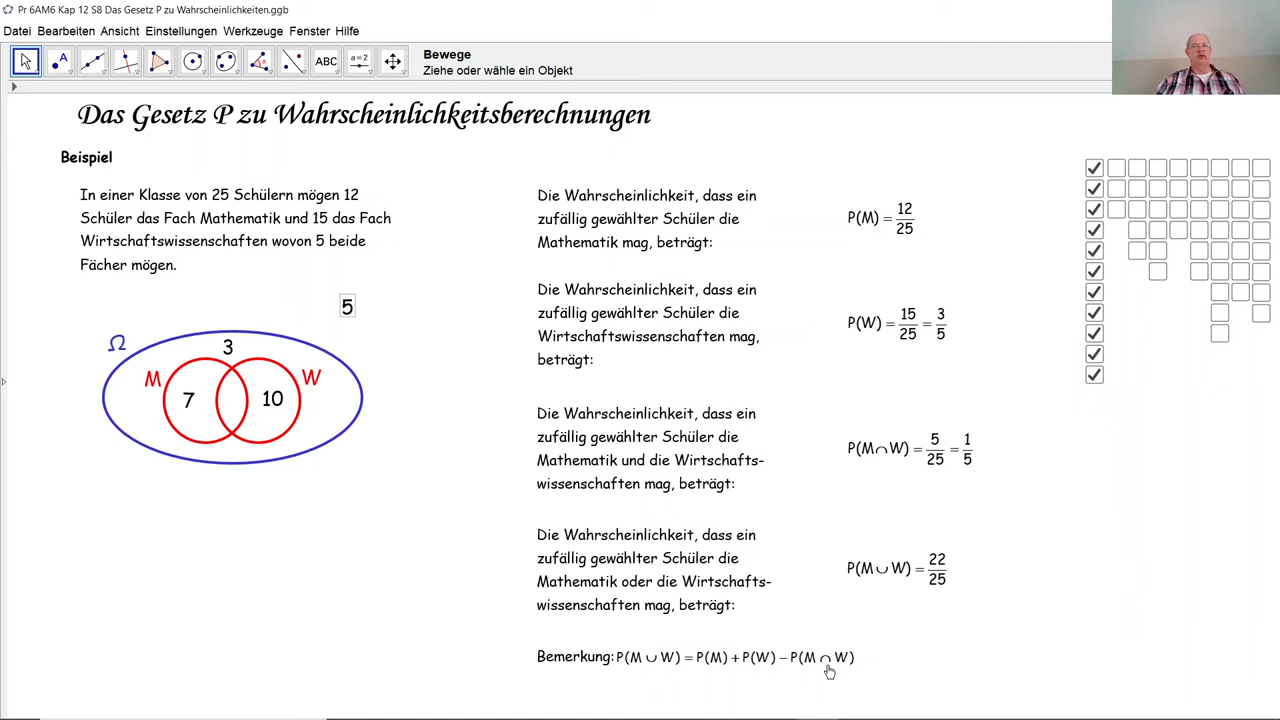 Pr 6AM6 Kap 12 S8 Das Gesetz P zu Wahrscheinlichkeiten.ggb
Datei Bearbeiten Ansicht Einstellungen Werkzeuge Fenster Hilfe
A
ABC
a=2
Bewege
Ziehe oder wähle ein Objekt
Das Gesetz P zu Wahrscheinlichkeitsberechnungen
Beispiel
In einer Klasse von 25 Schülern mögen 12
Schüler das Fach Mathematik und 15 das Fach
Wirtschaftswissenschaften wovon 5 beide
Fächer mögen.
5
Ω
3
M
W
7
10
Die Wahrscheinlichkeit, dass ein
zufällig gewählter Schüler die
Mathematik mag, beträgt:
P(M) = 12/25
Die Wahrscheinlichkeit, dass ein
zufällig gewählter Schüler die
Wirtschaftswissenschaften mag,
beträgt:
P(W) = 15/25 = 3/5
Die Wahrscheinlichkeit, dass ein
zufällig gewählter Schüler die
Mathematik und die Wirtschafts-
wissenschaften mag, beträgt:
P(M∩W) = 5/25 = 1/5
Die Wahrscheinlichkeit, dass ein
zufällig gewählter Schüler die
Mathematik oder die Wirtschafts-
wissenschaften mag, beträgt:
P(M ∪ W) = 22/25
Bemerkung: P(M ∪ W) = P(M) + P(W) − P(M ∩ W)